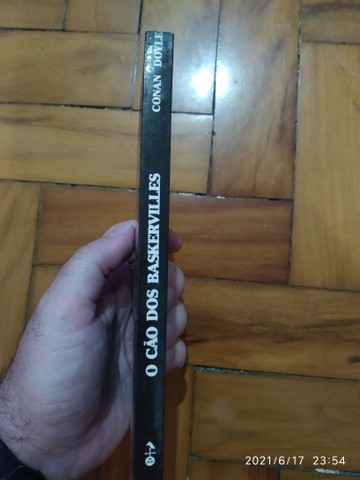 CONAN DOYLE
O CÃO DOS BASKERVILLES
2021/6/17 23:54